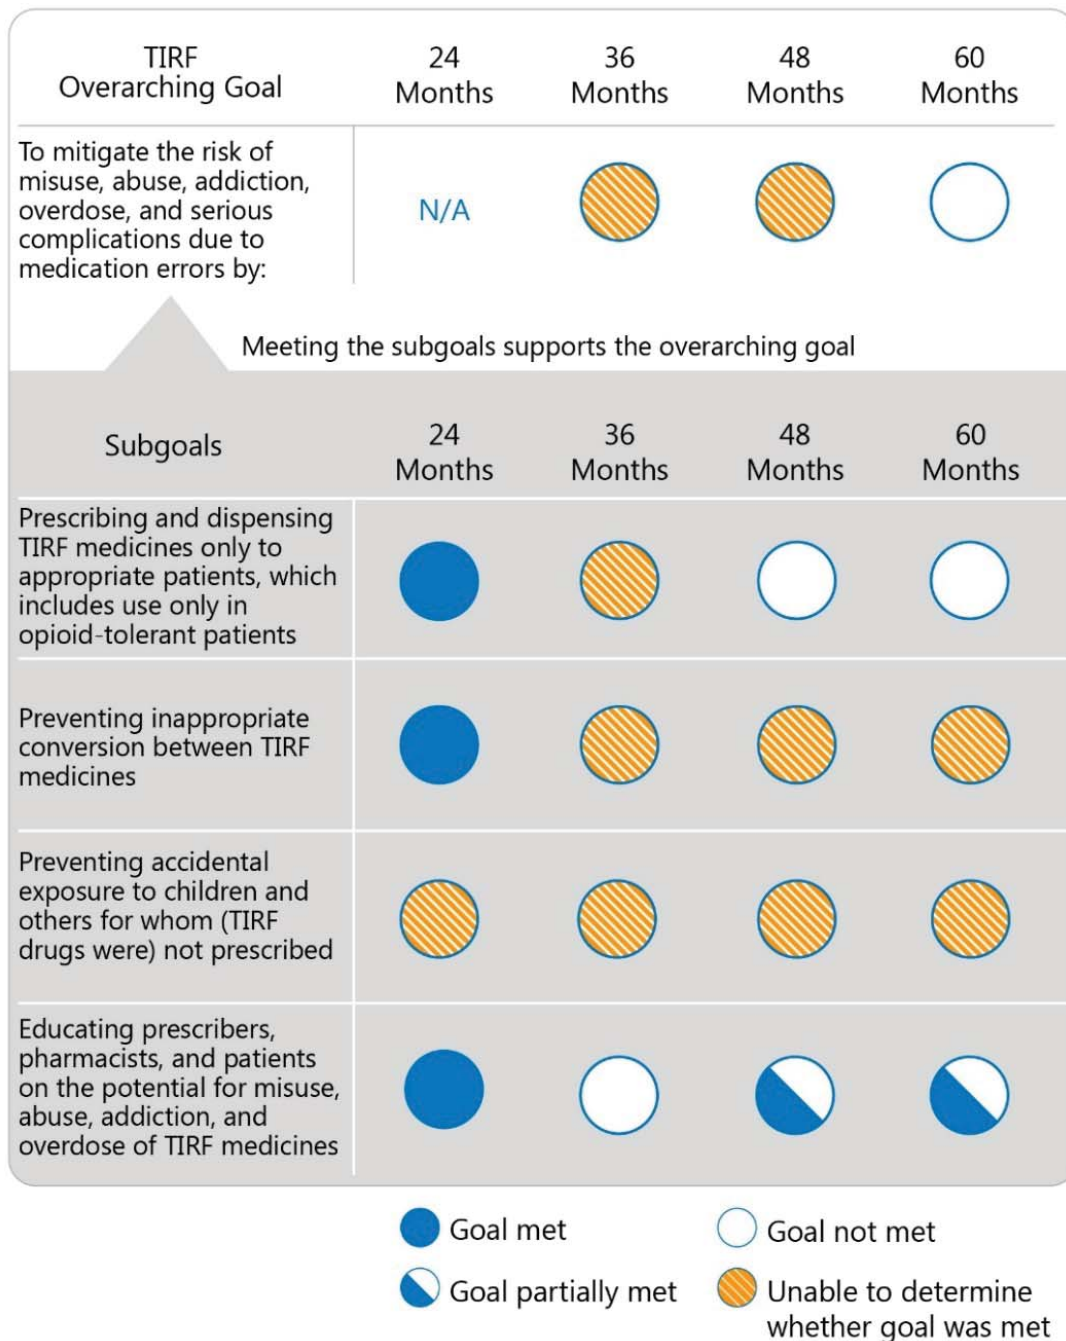 TIRF
Overarching Goal
24
Months
36
Months
48
Months
60
Months
To mitigate the risk of
misuse, abuse, addiction,
overdose, and serious
complications due to
medication errors by:
N/A
Meeting the subgoals supports the overarching goal
Subgoals
24
Months
36
Months
48
Months
60
Months
Prescribing and dispensing
TIRF medicines only to
appropriate patients, which
includes use only in
opioid-tolerant patients
Preventing inappropriate
conversion between TIRF
medicines
Preventing accidental
exposure to children and
others for whom (TIRF
drugs were) not prescribed
Educating prescribers,
pharmacists, and patients
on the potential for misuse,
abuse, addiction, and
overdose of TIRF medicines
Goal met
Goal not met
Goal partially met
Unable to determine
whether goal was met